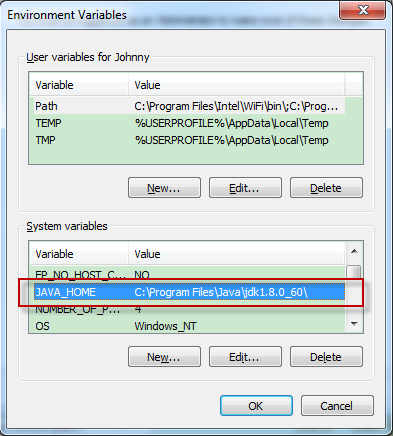 Environment Variables
User variables for Johnny
Variable Value
Path C:\Program Files\Intel\WiFi\bin\;C:\Prog...
TEMP %USERPROFILE%\AppData\Local\Temp
TMP %USERPROFILE%\AppData\Local\Temp
New... Edit... Delete
System variables
Variable Value
FP_NO_HOST_C... NO
JAVA_HOME C:\Program Files\Java\jdk1.8.0_60\
NUMBER_OF_P... 4
OS Windows_NT
New... Edit... Delete
OK Cancel